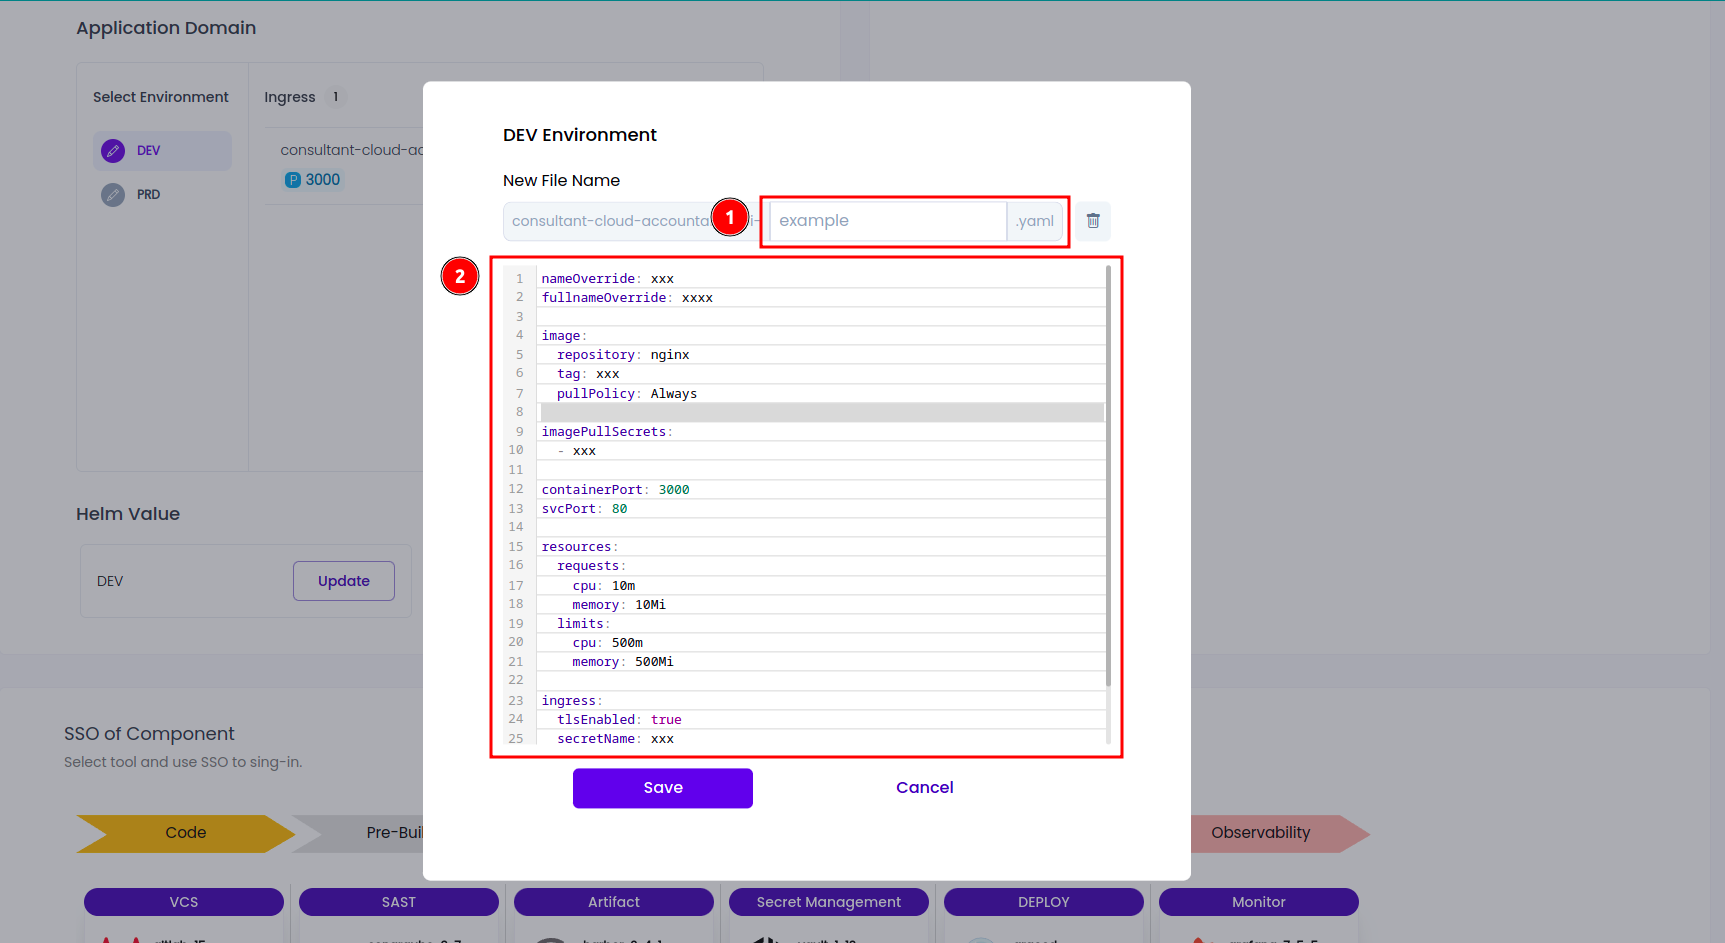 Application Domain
Select Environment
Ingress 1
DEV
PRD
consultant-cloud-ac
P 3000
Helm Value
DEV
Update
DEV Environment
New File Name
consultant-cloud-accounta
1
i-
example
.yaml
2
1 nameOverride: xxx
2 fullnameOverride: xxxx
3
4 image:
5 repository: nginx
6 tag: xxx
7 pullPolicy: Always
8
9 imagePullSecrets:
10 - xxx
11
12 containerPort: 3000
13 svcPort: 80
14
15 resources:
16 requests:
17 cpu: 10m
18 memory: 10Mi
19 limits:
20 cpu: 500m
21 memory: 500Mi
22
23 ingress:
24 tlsEnabled: true
25 secretName: xxx
Save
Cancel
SSO of Component
Select tool and use SSO to sing-in.
Code
Pre-Buil
Observability
VCS
SAST
Artifact
Secret Management
DEPLOY
Monitor